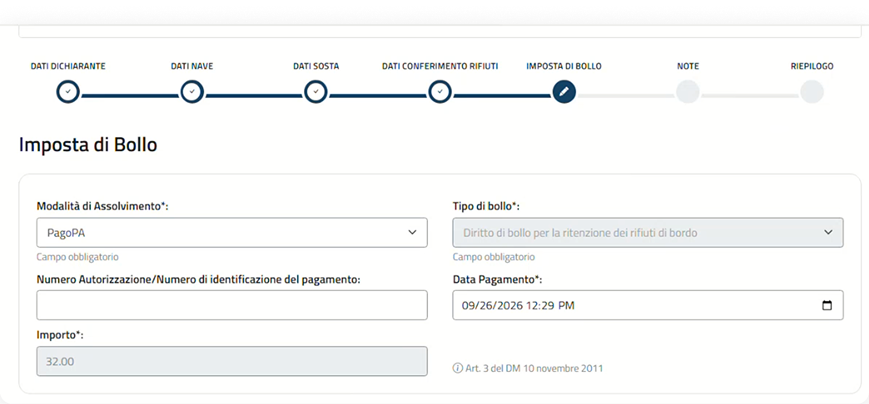 DATI DICHIARANTE DATI NAVE DATI SOSTA DATI CONFERIMENTO RIFIUTI IMPOSTA DI BOLLO NOTE RIEPILOGO
Imposta di Bollo
Modalità di Assolvimento*: Tipo di bollo*:
PagoPA Diritto di bollo per la ritenzione dei rifiuti di bordo
Campo obbligatorio Campo obbligatorio
Numero Autorizzazione/Numero di identificazione del pagamento: Data Pagamento*:
09/26/2026 12:29 PM
Importo*:
32.00
Art. 3 del DM 10 novembre 2011